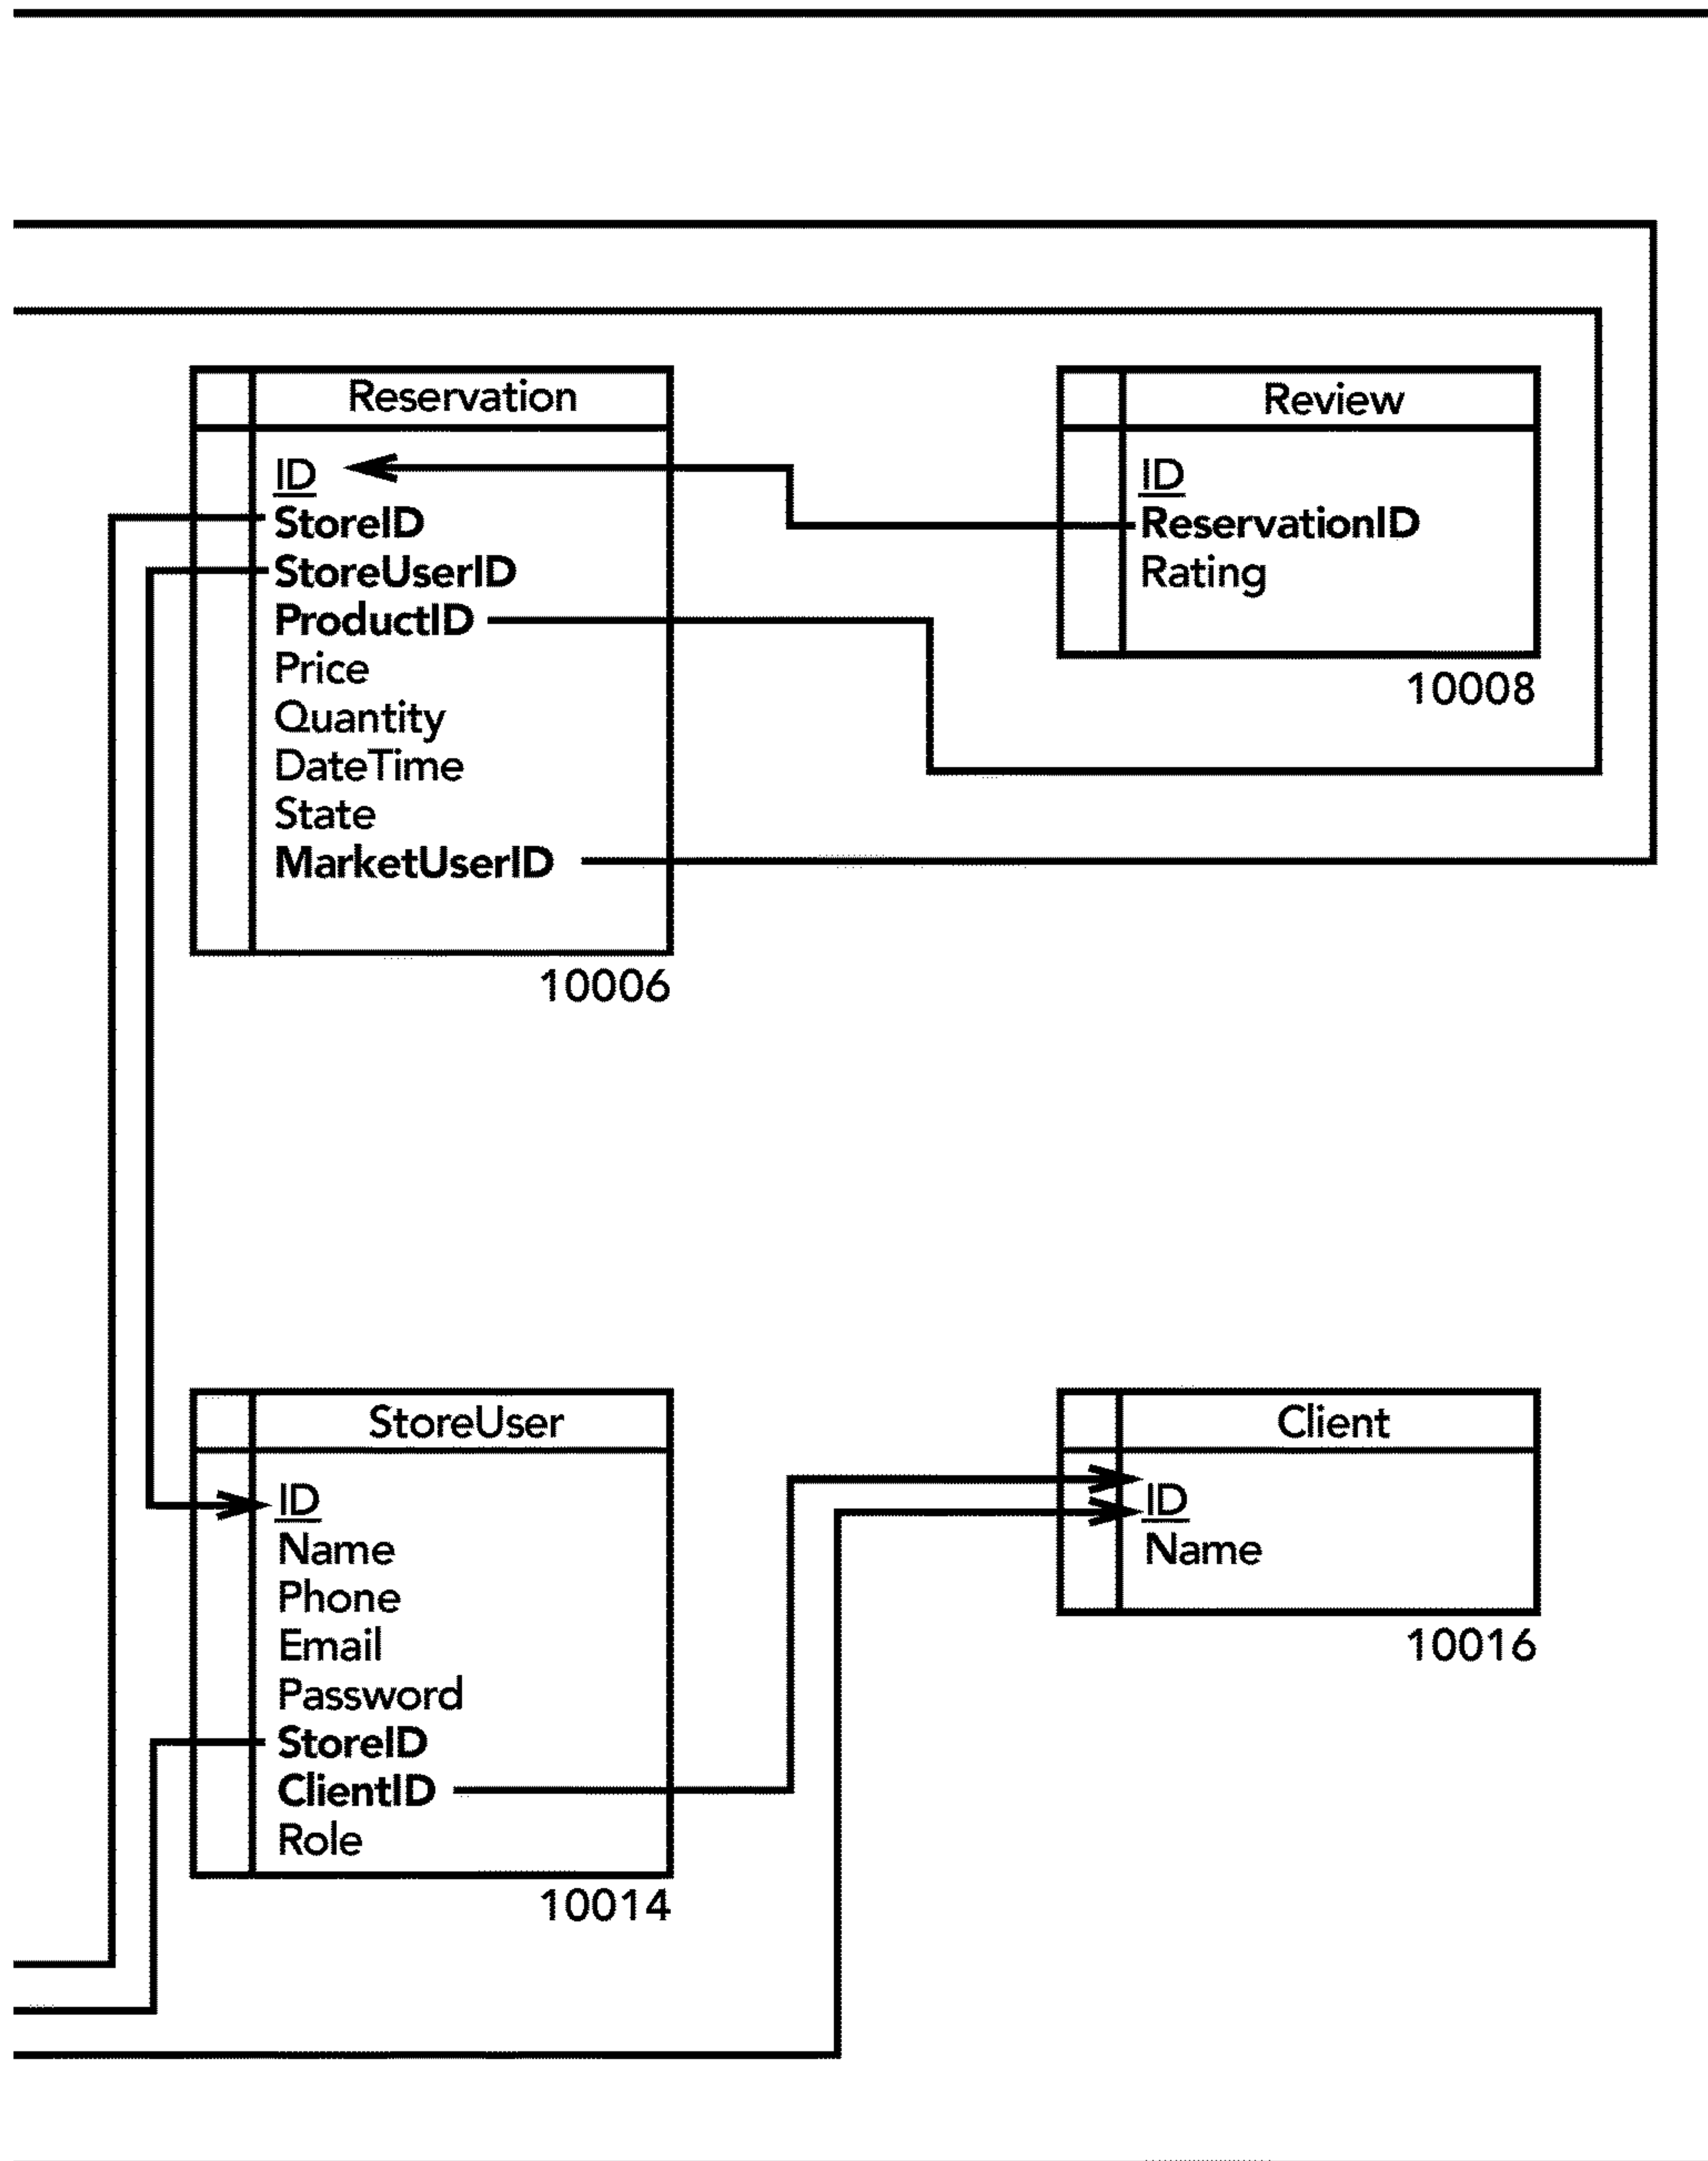 Reservation
ID
StoreID
StoreUserID
ProductID
Price
Quantity
DateTime
State
MarketUserID
10006
Review
ID
ReservationID
Rating
10008
StoreUser
ID
Name
Phone
Email
Password
StoreID
ClientID
Role
10014
Client
ID
Name
10016